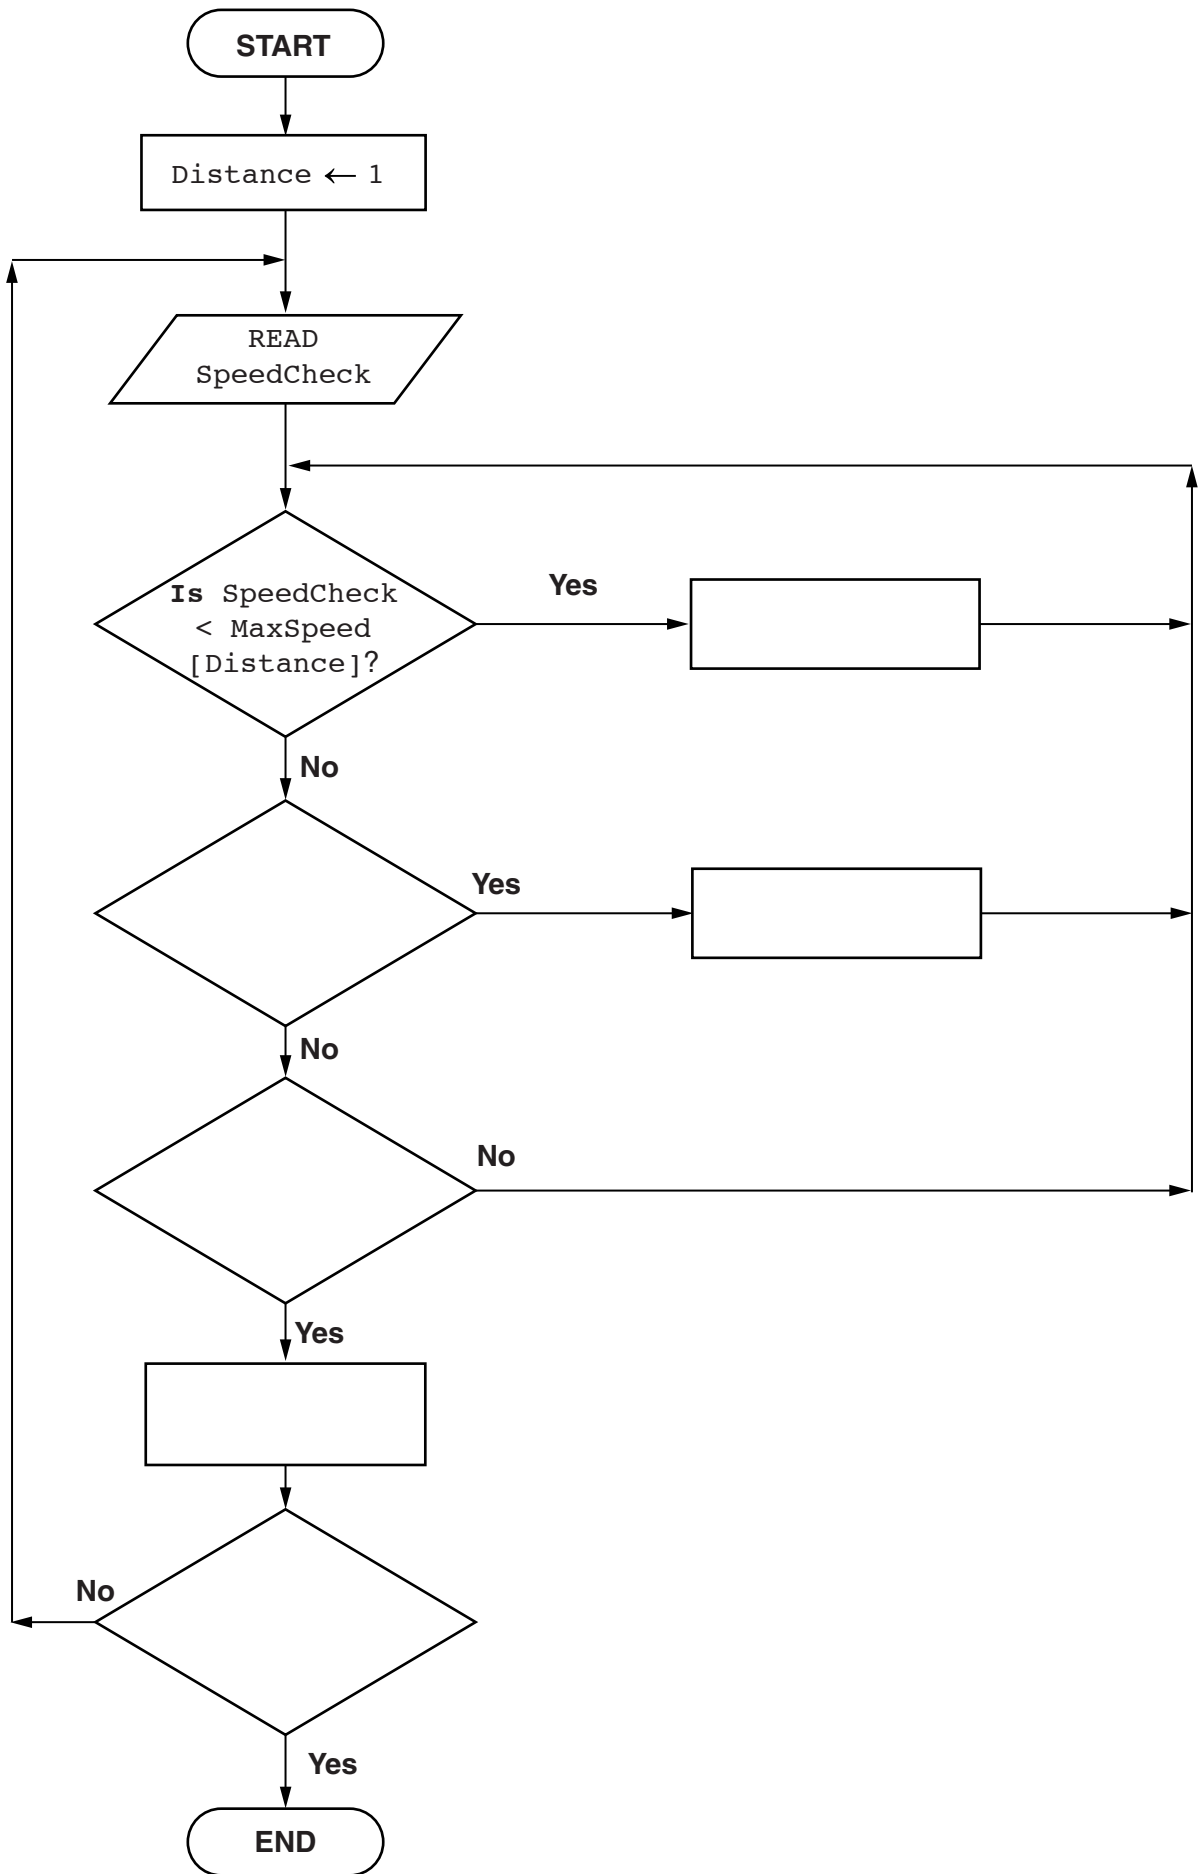 START
Distance ← 1
READ
SpeedCheck
Is SpeedCheck
< MaxSpeed
[Distance]?
Yes
No
Yes
No
No
Yes
No
Yes
END